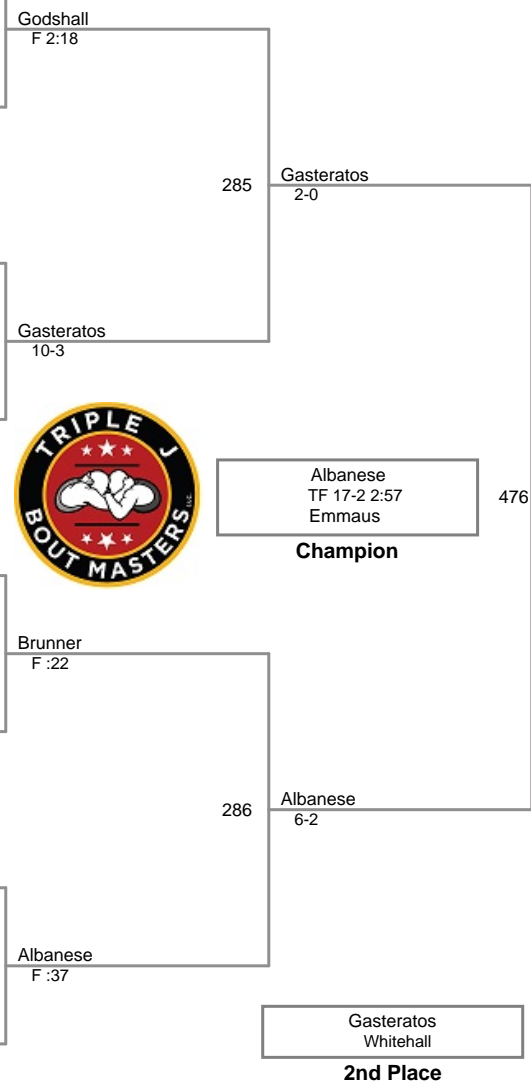 Godshall
F 2:18
285
Gasteratos
2-0
Gasteratos
10-3
TRIPLE J
BOUT MASTERS LLC.
Albanese
TF 17-2 2:57
Emmaus
476
Champion
Brunner
F :22
286
Albanese
6-2
Albanese
F :37
Gasteratos
Whitehall
2nd Place